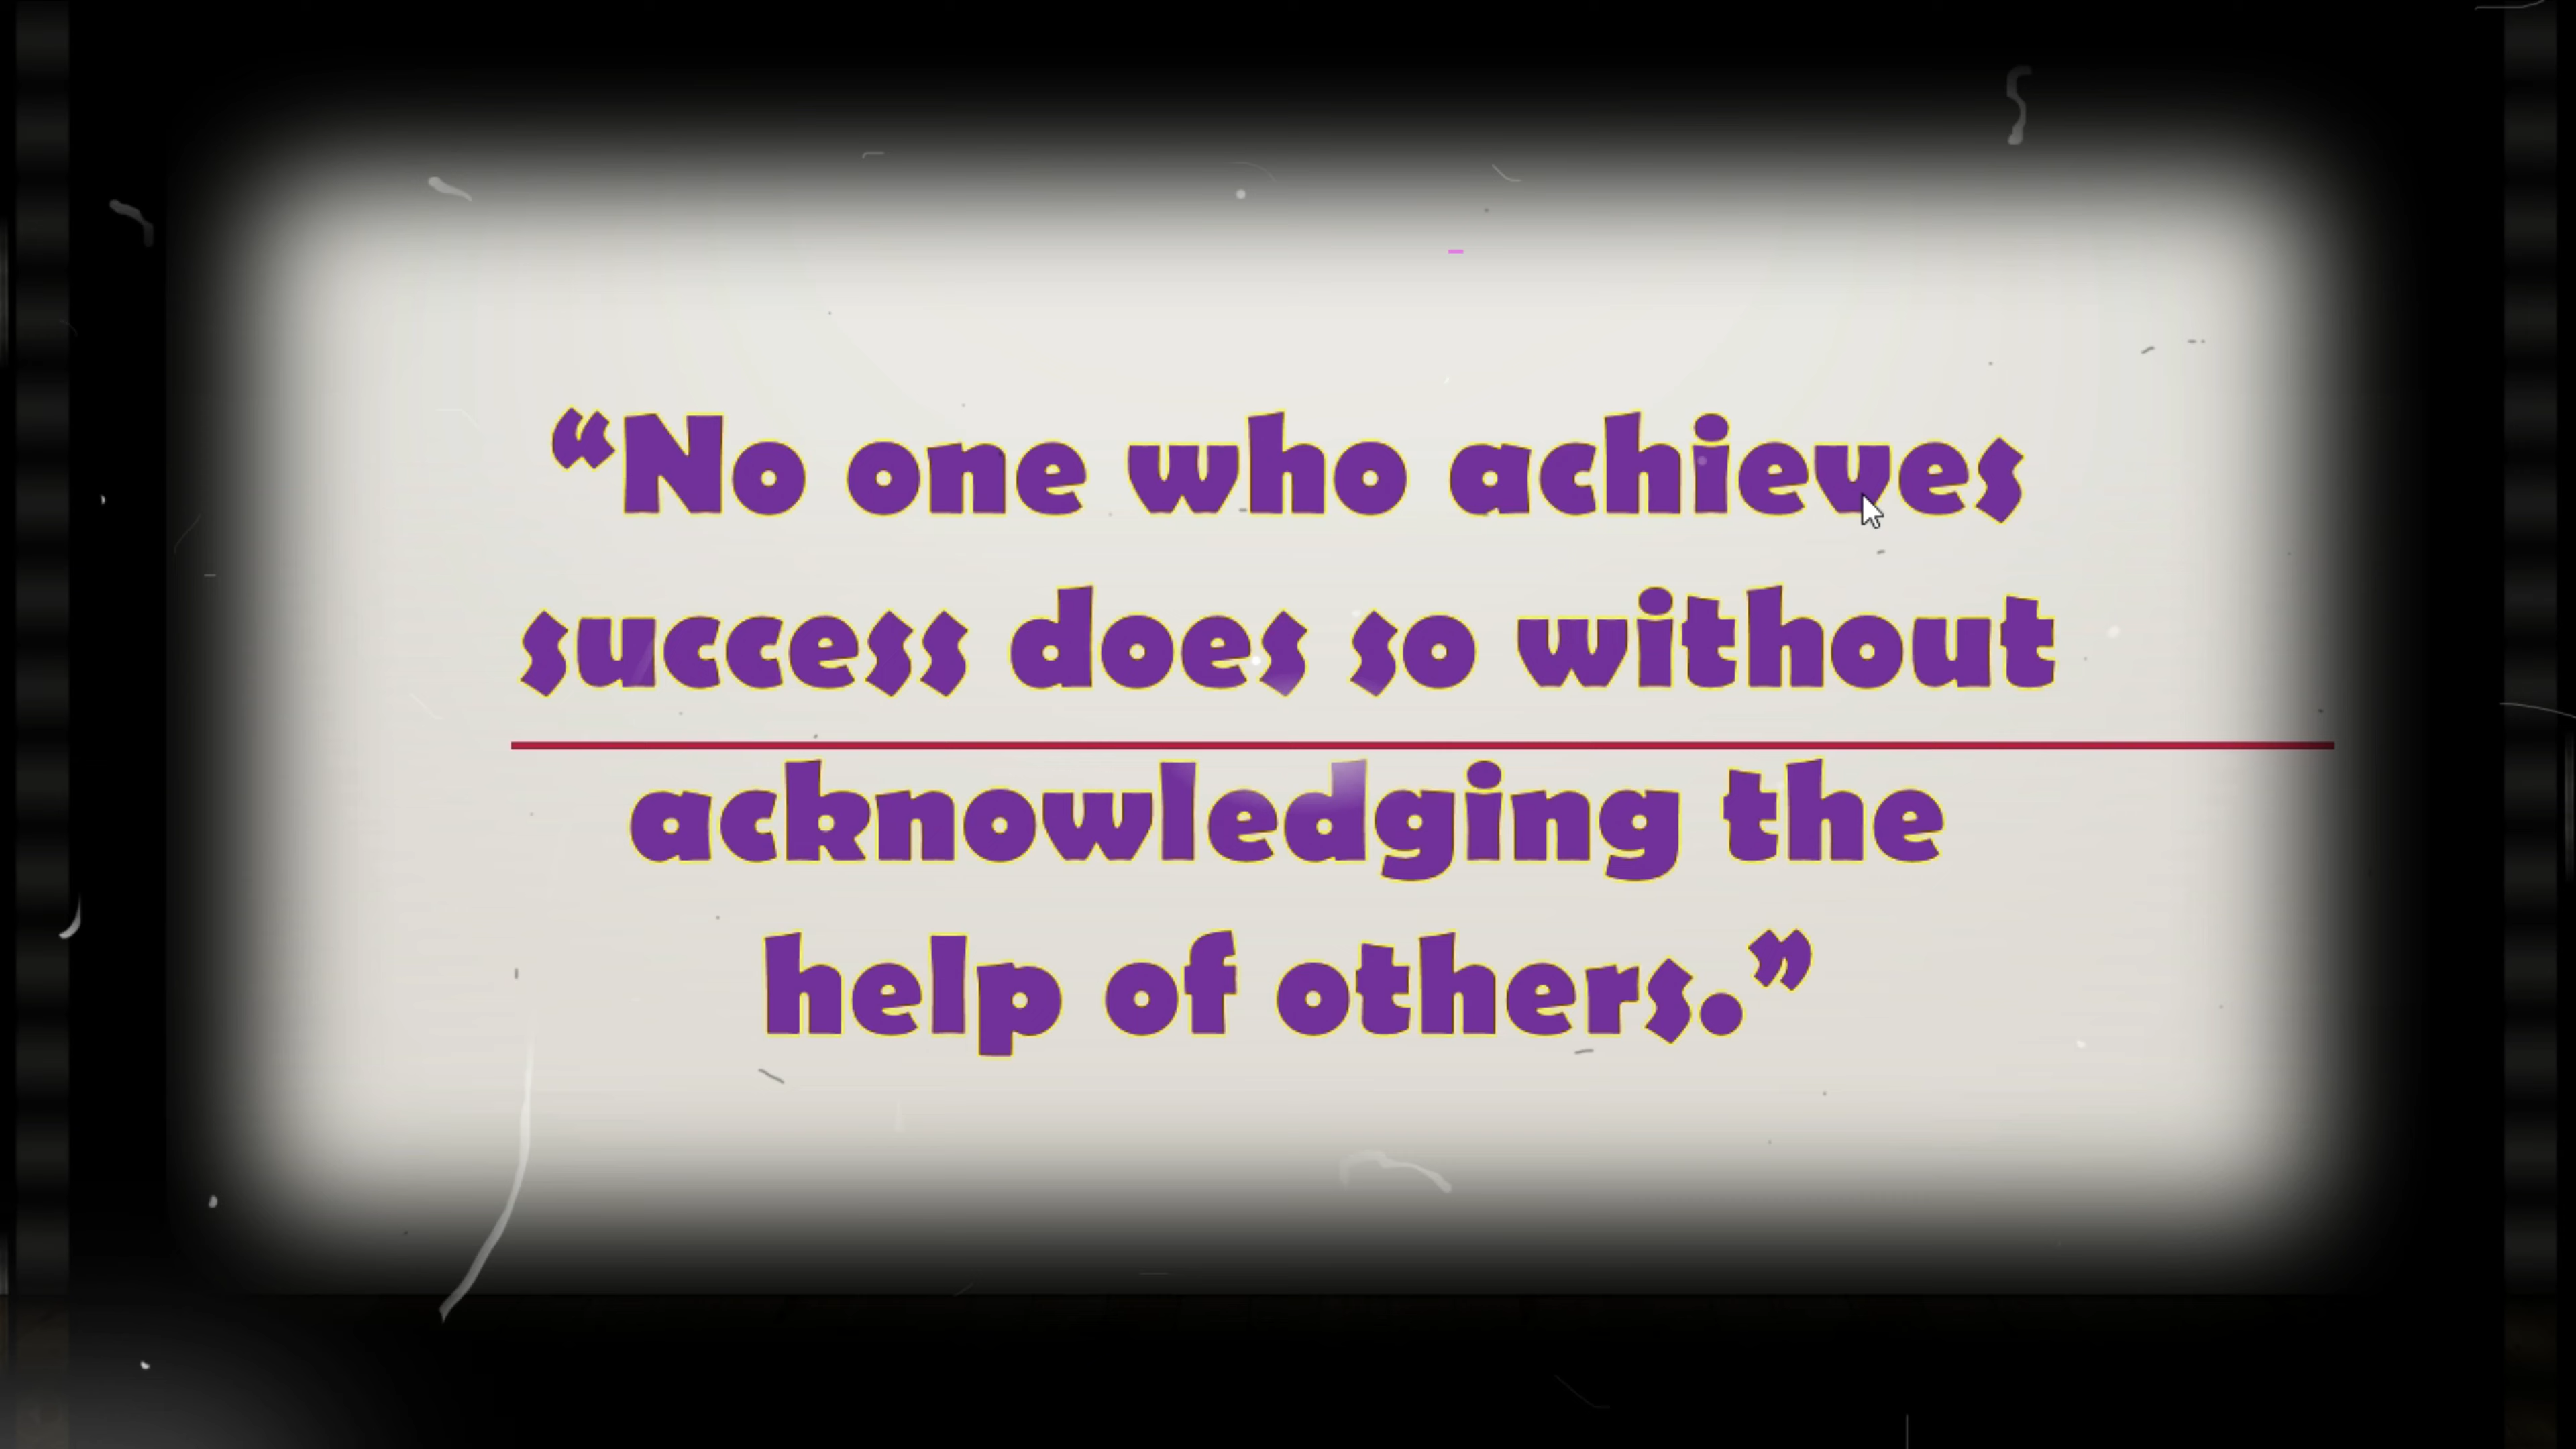 “No one who achieves
success does so without
acknowledging the
help of others.”